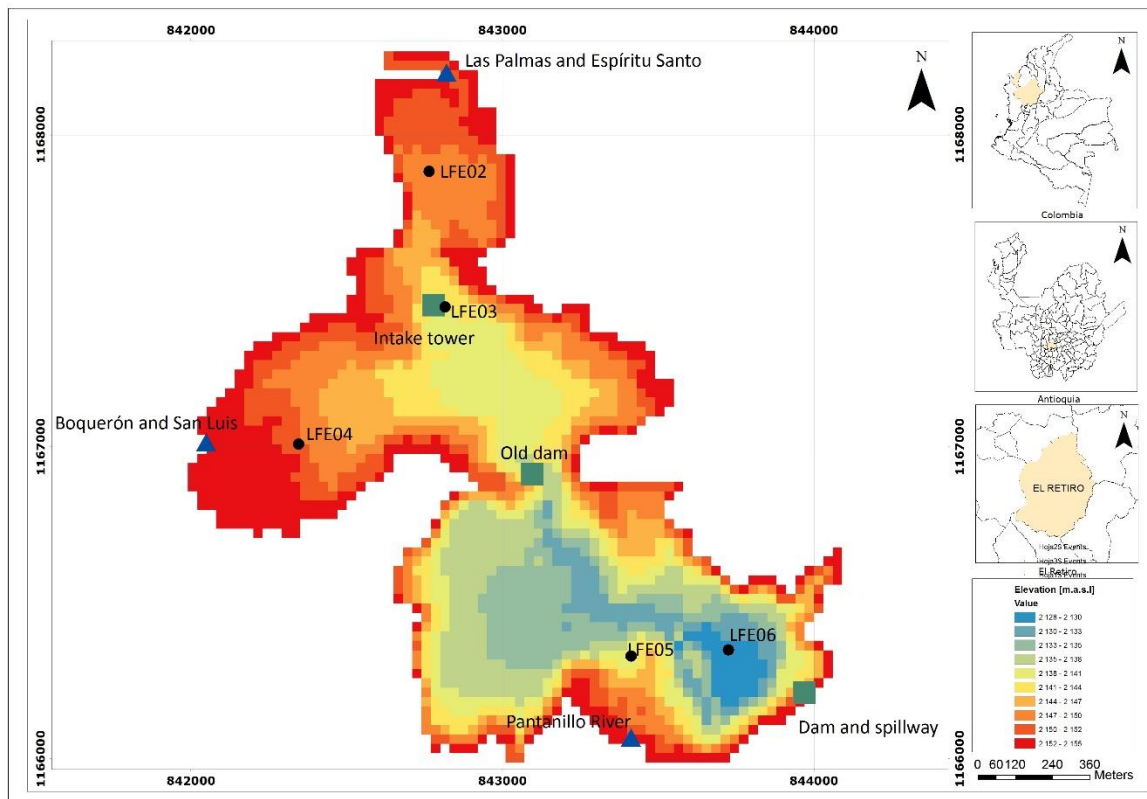 842000
843000
844000
N
Las Palmas and Espíritu Santo
1168000
1168000
LFE02
LFE03
Intake tower
Boquerón and San Luis
LFE04
1167000
1167000
Old dam
LFE06
LFE05
Pantanillo River
Dam and spillway
1166000
1166000
842000
843000
844000
N
Colombia
N
Antioquia
N
EL RETIRO
El Retiro
Elevation [m.a.s.l]
Value
2 128 - 2 130
2 130 - 2 133
2 133 - 2 135
2 135 - 2 138
2 138 - 2 141
2 141 - 2 144
2 144 - 2 147
2 147 - 2 150
2 150 - 2 152
2 152 - 2 155
0 60 120 240 360
Meters